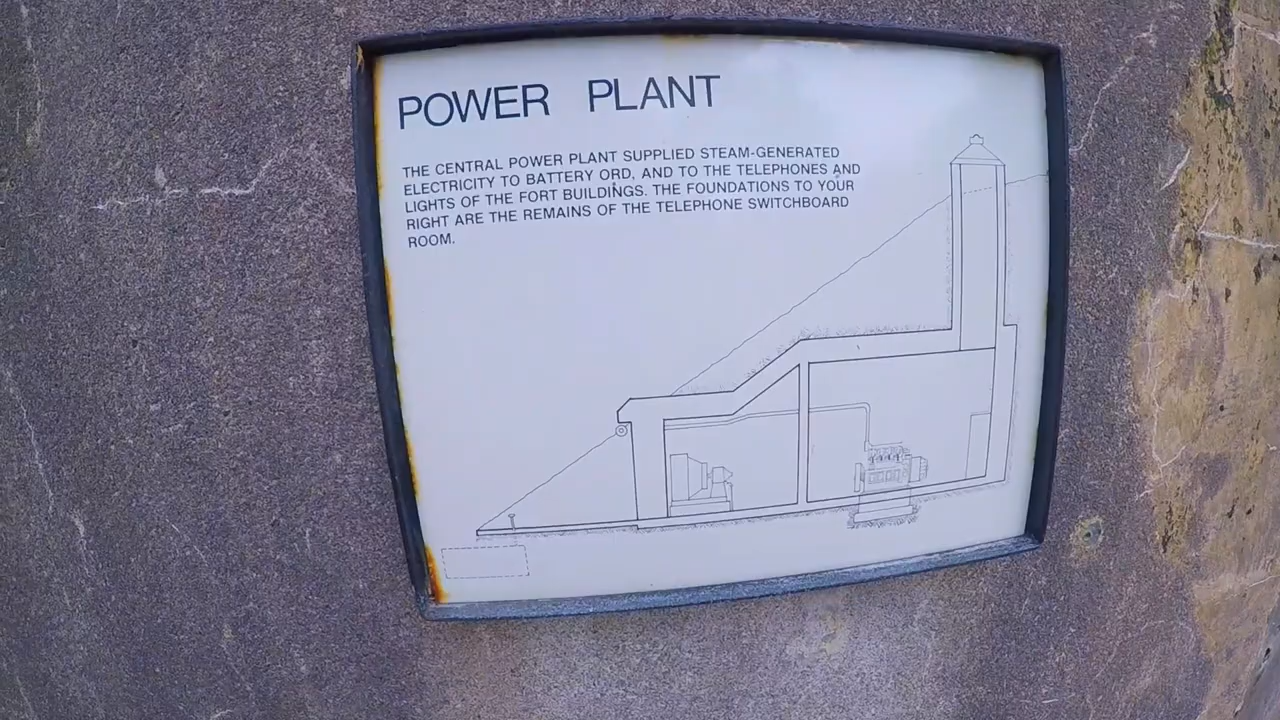 POWER PLANT
THE CENTRAL POWER PLANT SUPPLIED STEAM-GENERATED
ELECTRICITY TO BATTERY ORD, AND TO THE TELEPHONES AND
LIGHTS OF THE FORT BUILDINGS. THE FOUNDATIONS TO YOUR
RIGHT ARE THE REMAINS OF THE TELEPHONE SWITCHBOARD
ROOM.